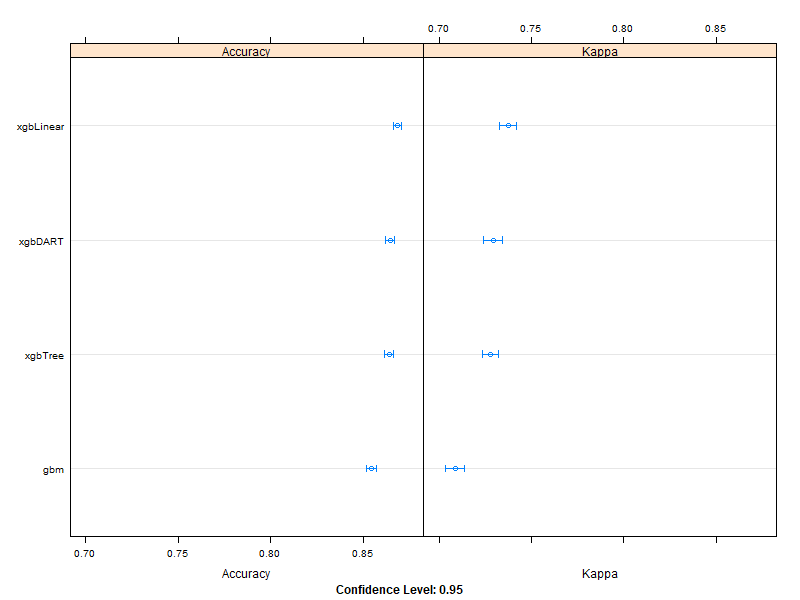 0.70 0.75 0.80 0.85
Accuracy Kappa
xgbLinear
xgbDART
xgbTree
gbm
0.70 0.75 0.80 0.85
Accuracy Kappa
Confidence Level: 0.95